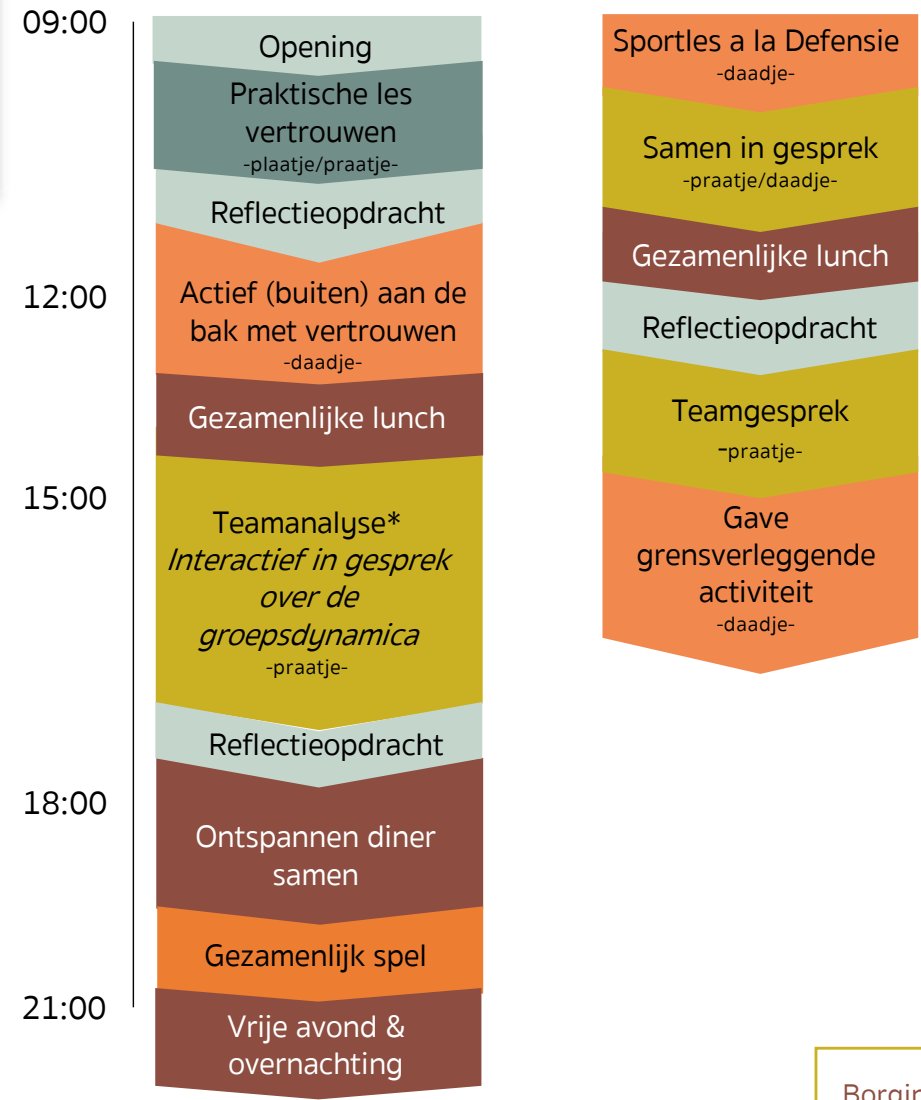 09:00
Opening
Praktische les
vertrouwen
-plaatje/praatje-
Reflectieopdracht
12:00
Actief (buiten) aan de
bak met vertrouwen
-daadje-
Gezamenlijke lunch
15:00
Teamanalyse*
Interactief in gesprek
over de
groepsdynamica
-praatje-
Reflectieopdracht
18:00
Ontspannen diner
samen
Gezamenlijk spel
21:00
Vrije avond &
overnachting
Sportles a la Defensie
-daadje-
Samen in gesprek
-praatje/daadje-
Gezamenlijke lunch
Reflectieopdracht
Teamgesprek
-praatje-
Gave
grensverleggende
activiteit
-daadje-